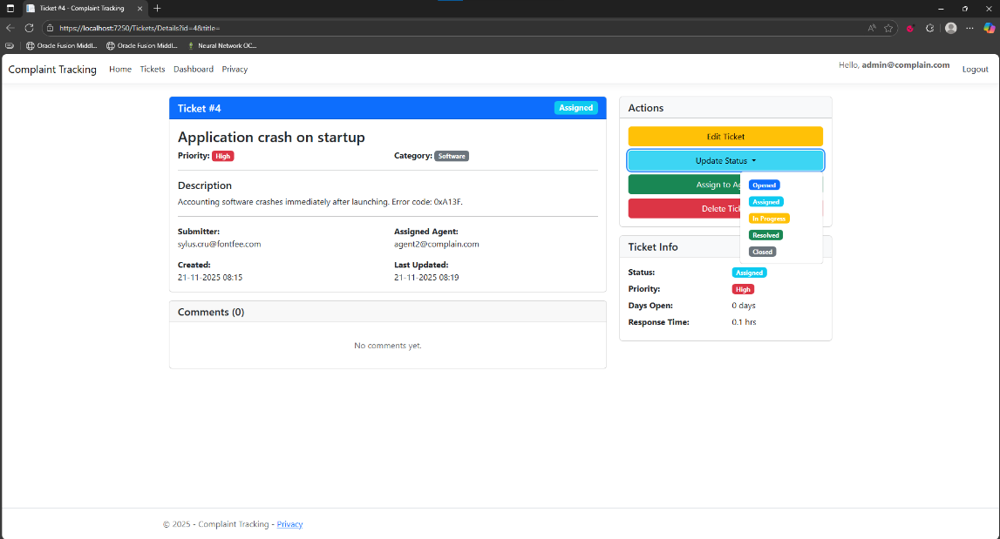 Ticket #4 - Complaint Tracking
https://localhost:7250/Tickets/Details?id=4&title=
Oracle Fusion Middl... Oracle Fusion Middl... Neural Network OC...
Complaint Tracking Home Tickets Dashboard Privacy Hello, admin@complain.com Logout
Ticket #4 Assigned
Application crash on startup
Priority: High Category: Software
Description
Accounting software crashes immediately after launching. Error code: 0xA13F.
Submitter: Assigned Agent:
sylus.cru@fontfee.com agent2@complain.com
Created: Last Updated:
21-11-2025 08:15 21-11-2025 08:19
Comments (0)
No comments yet.
Actions
Edit Ticket
Update Status
Assign to Ag
Delete Tick
Opened
Assigned
In Progress
Resolved
Closed
Ticket Info
Status: Assigned
Priority: High
Days Open: 0 days
Response Time: 0.1 hrs
© 2025 - Complaint Tracking - Privacy